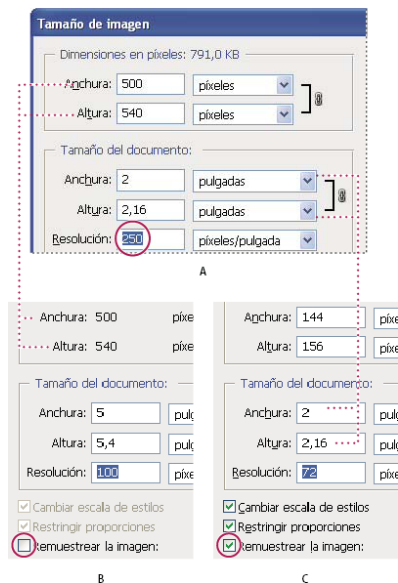 Tamaño de imagen
Dimensiones en píxeles: 791,0 KB
Anchura: 500 píxeles
Altura: 540 píxeles
Tamaño del documento:
Anchura: 2 pulgadas
Altura: 2,16 pulgadas
Resolución: 250 píxeles/pulgada
A
Anchura: 500
Altura: 540
Tamaño del documento:
Anchura: 5
Altura: 5,4
Resolución: 100
Cambiar escala de estilos
Restringir proporciones
Remuestrear la imagen:
B
Anchura: 144
Altura: 156
Tamaño del documento:
Anchura: 2
Altura: 2,16
Resolución: 72
Cambiar escala de estilos
Restringir proporciones
Remuestrear la imagen:
C